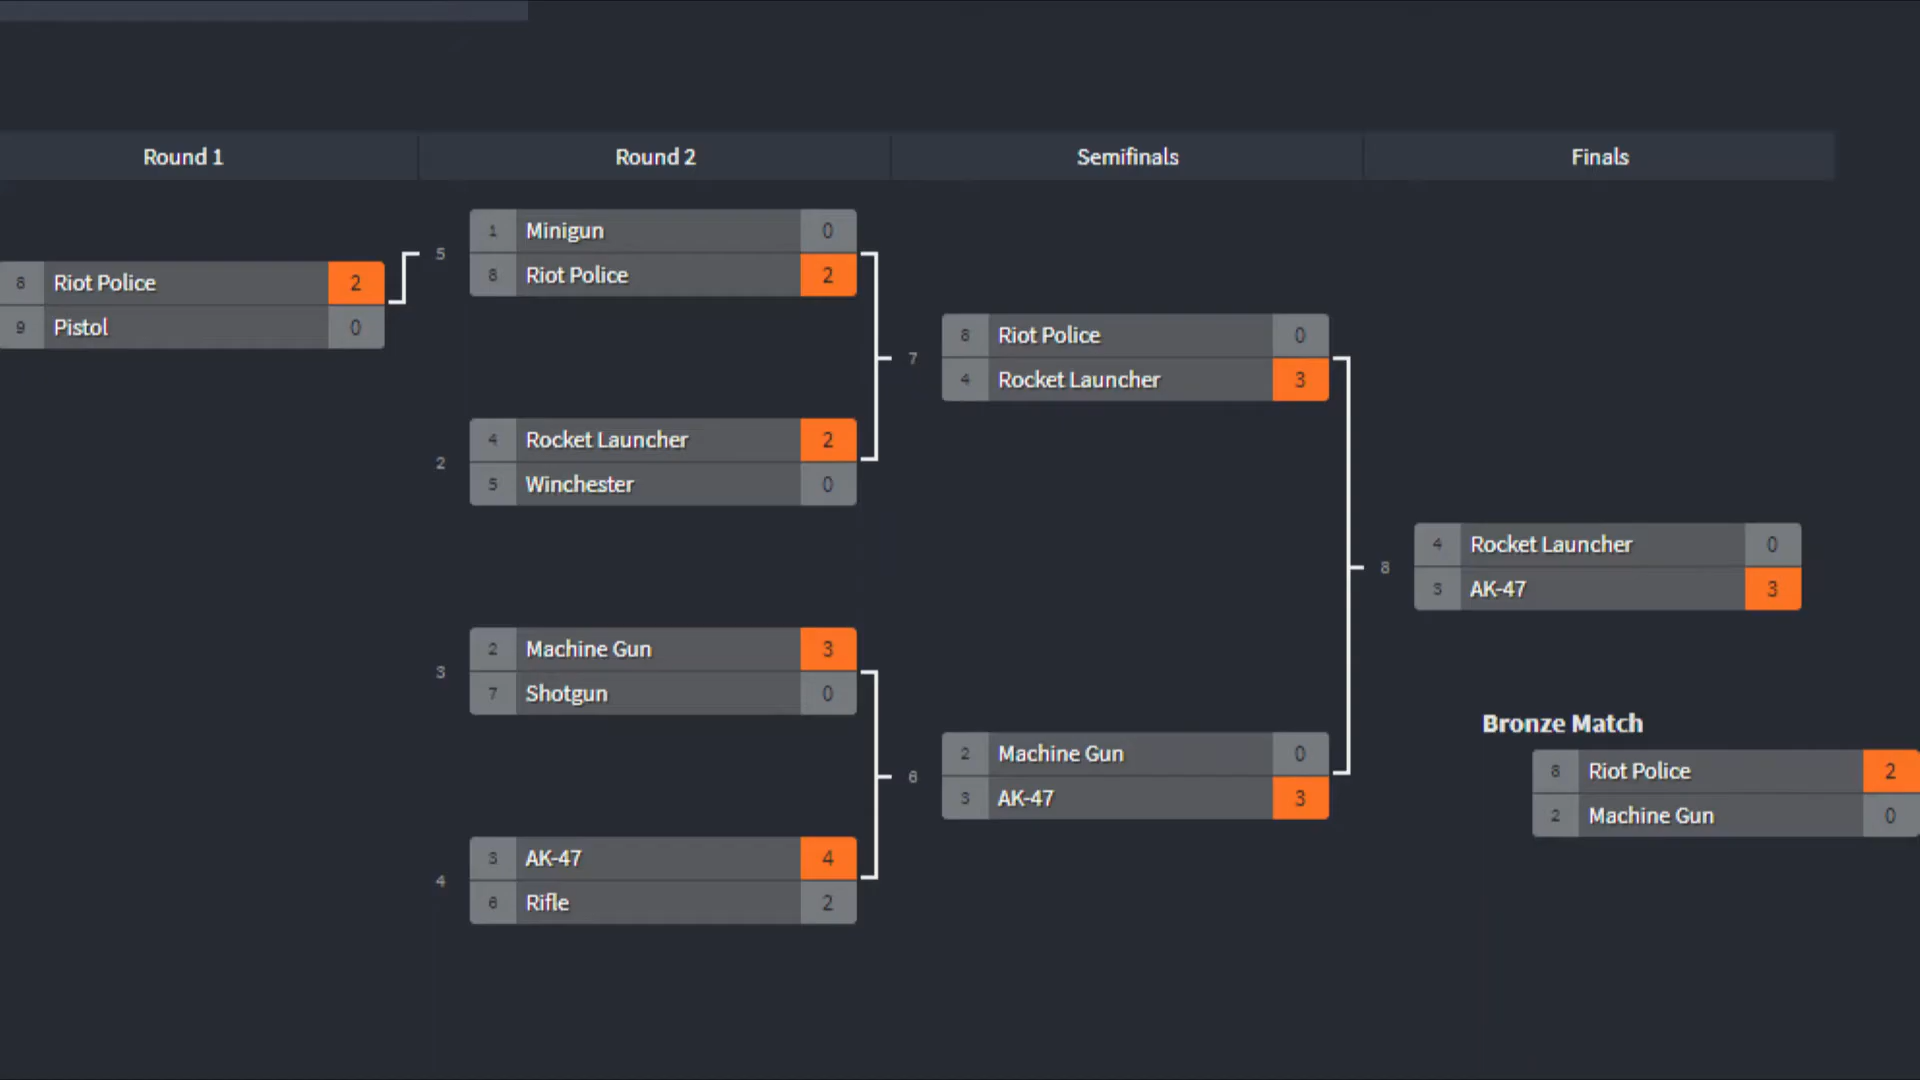 Round 1
Round 2
Semifinals
Finals
8 Riot Police 2
9 Pistol 0
5
1 Minigun 0
8 Riot Police 2
2
4 Rocket Launcher 2
5 Winchester 0
3
2 Machine Gun 3
7 Shotgun 0
4
3 AK-47 4
6 Rifle 2
7
8 Riot Police 0
4 Rocket Launcher 3
6
2 Machine Gun 0
3 AK-47 3
8
4 Rocket Launcher 0
3 AK-47 3
Bronze Match
8 Riot Police 2
2 Machine Gun 0